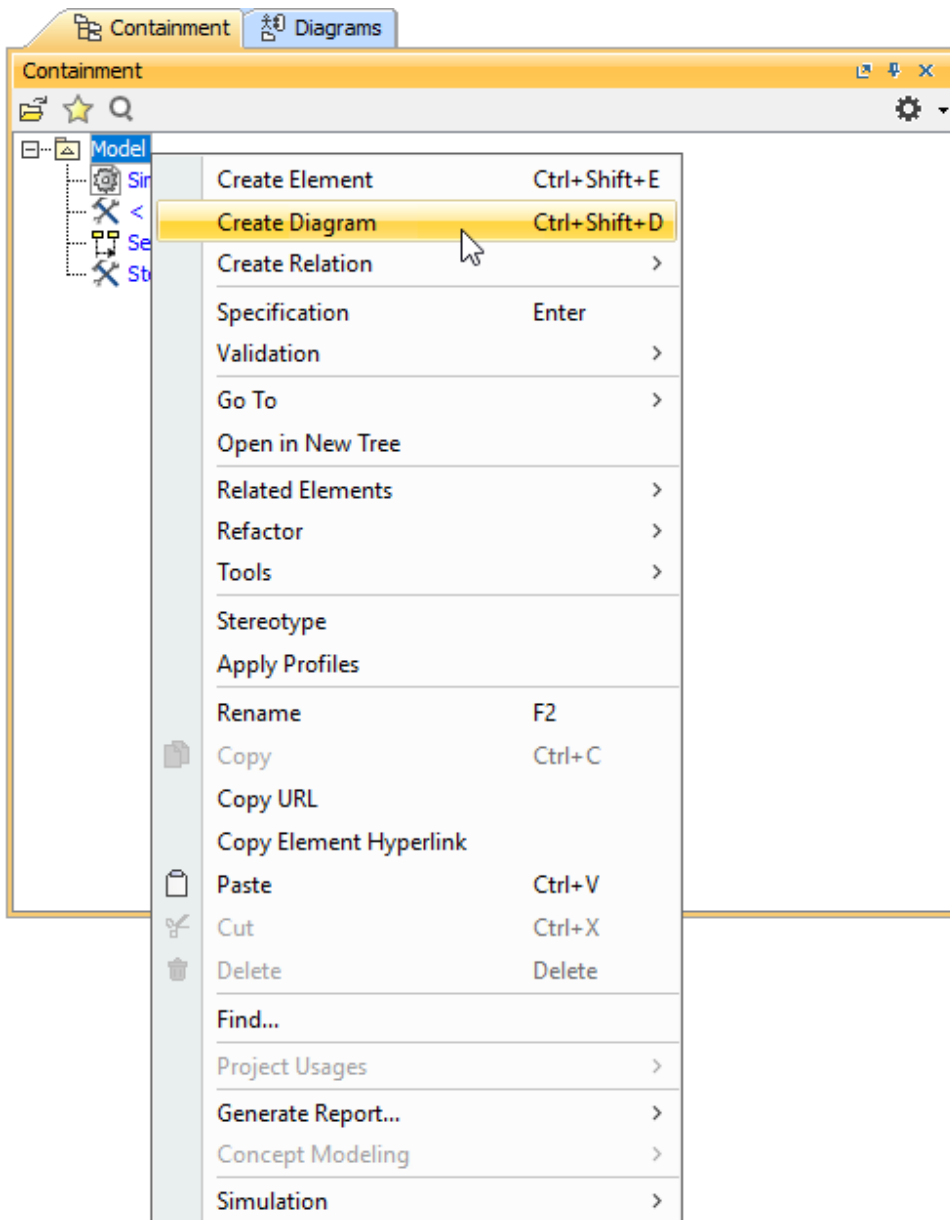 Containment Diagrams
Containment
Model
Create Element Ctrl+Shift+E
Create Diagram Ctrl+Shift+D
Create Relation
Specification Enter
Validation
Go To
Open in New Tree
Related Elements
Refactor
Tools
Stereotype
Apply Profiles
Rename F2
Copy Ctrl+C
Copy URL
Copy Element Hyperlink
Paste Ctrl+V
Cut Ctrl+X
Delete Delete
Find...
Project Usages
Generate Report...
Concept Modeling
Simulation